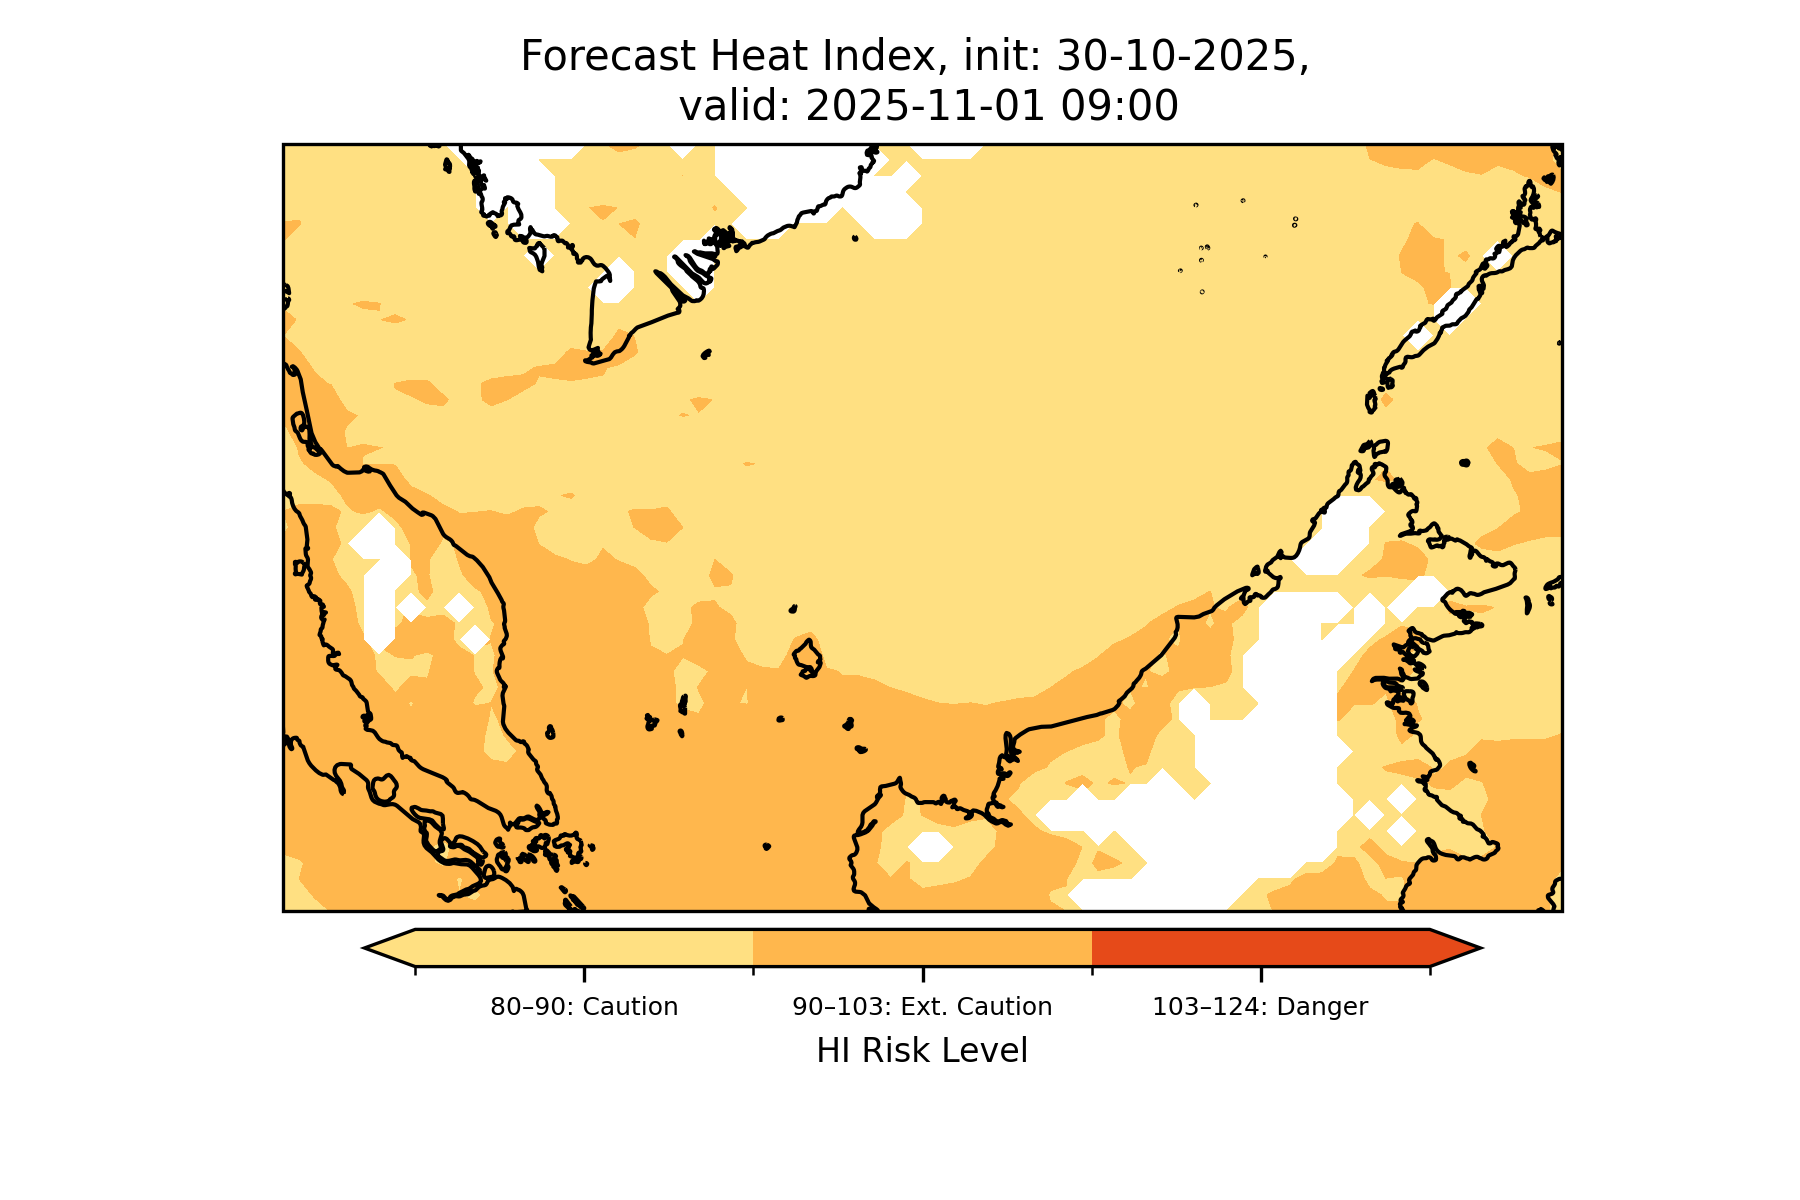 Forecast Heat Index, init: 30-10-2025,
valid: 2025-11-01 09:00
80–90: Caution
90–103: Ext. Caution
103–124: Danger
HI Risk Level